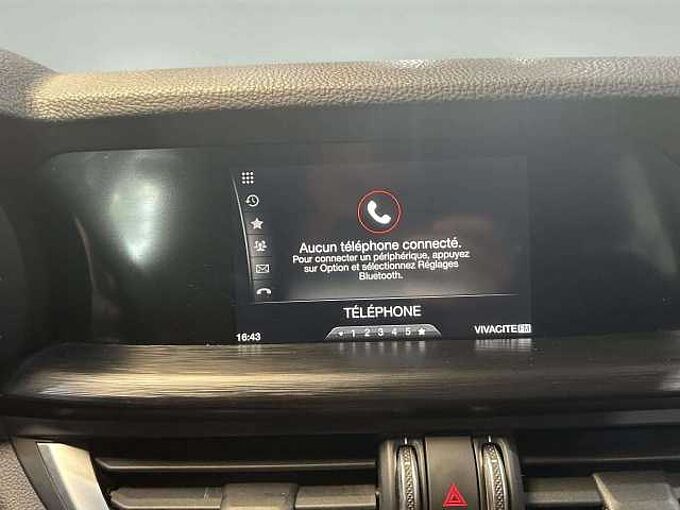 Aucun téléphone connecté.
Pour connecter un périphérique, appuyez
sur Option et sélectionnez Réglages
Bluetooth.
TÉLÉPHONE
16:43
1 2 3 4 5
VIVACITE FM